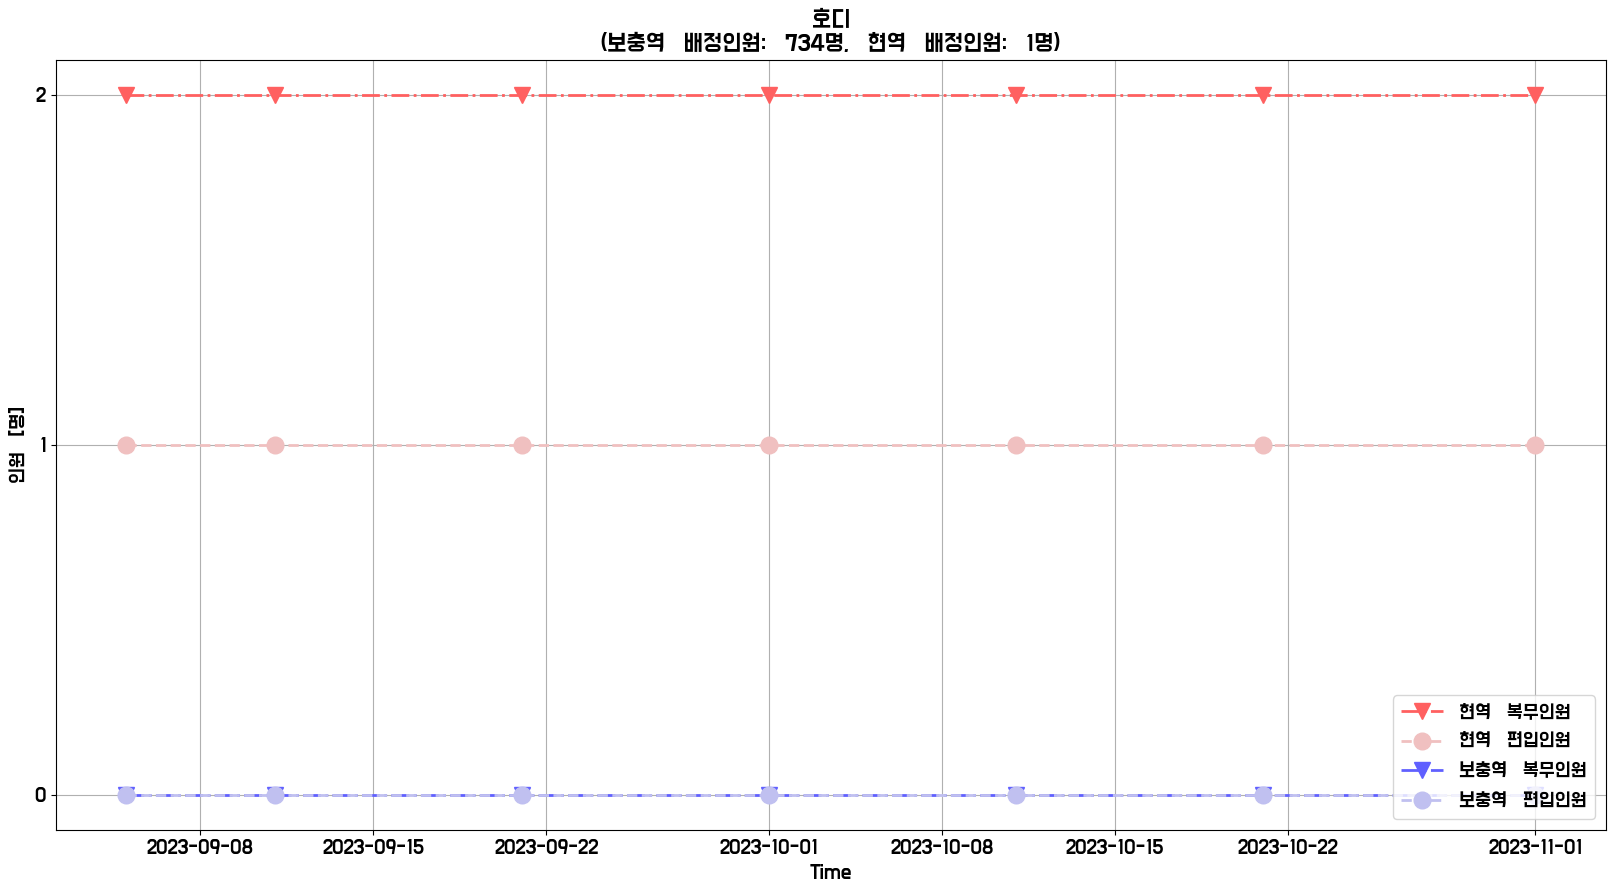 호디
(보충역 배정인원: 734명, 현역 배정인원: 1명)
인원 [명]
2
1
0
현역 복무인원
현역 편입인원
보충역 복무인원
보충역 편입인원
2023-09-08 2023-09-15 2023-09-22 2023-10-01 2023-10-08 2023-10-15 2023-10-22 2023-11-01
Time